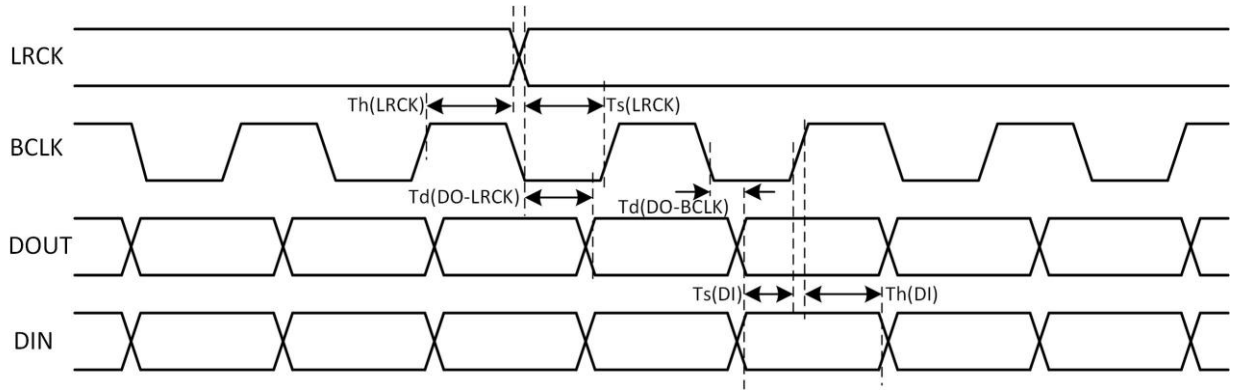 LRCK
Th(LRCK) Ts(LRCK)
BCLK
Td(DO-LRCK) Td(DO-BCLK)
DOUT
Ts(DI) Th(DI)
DIN